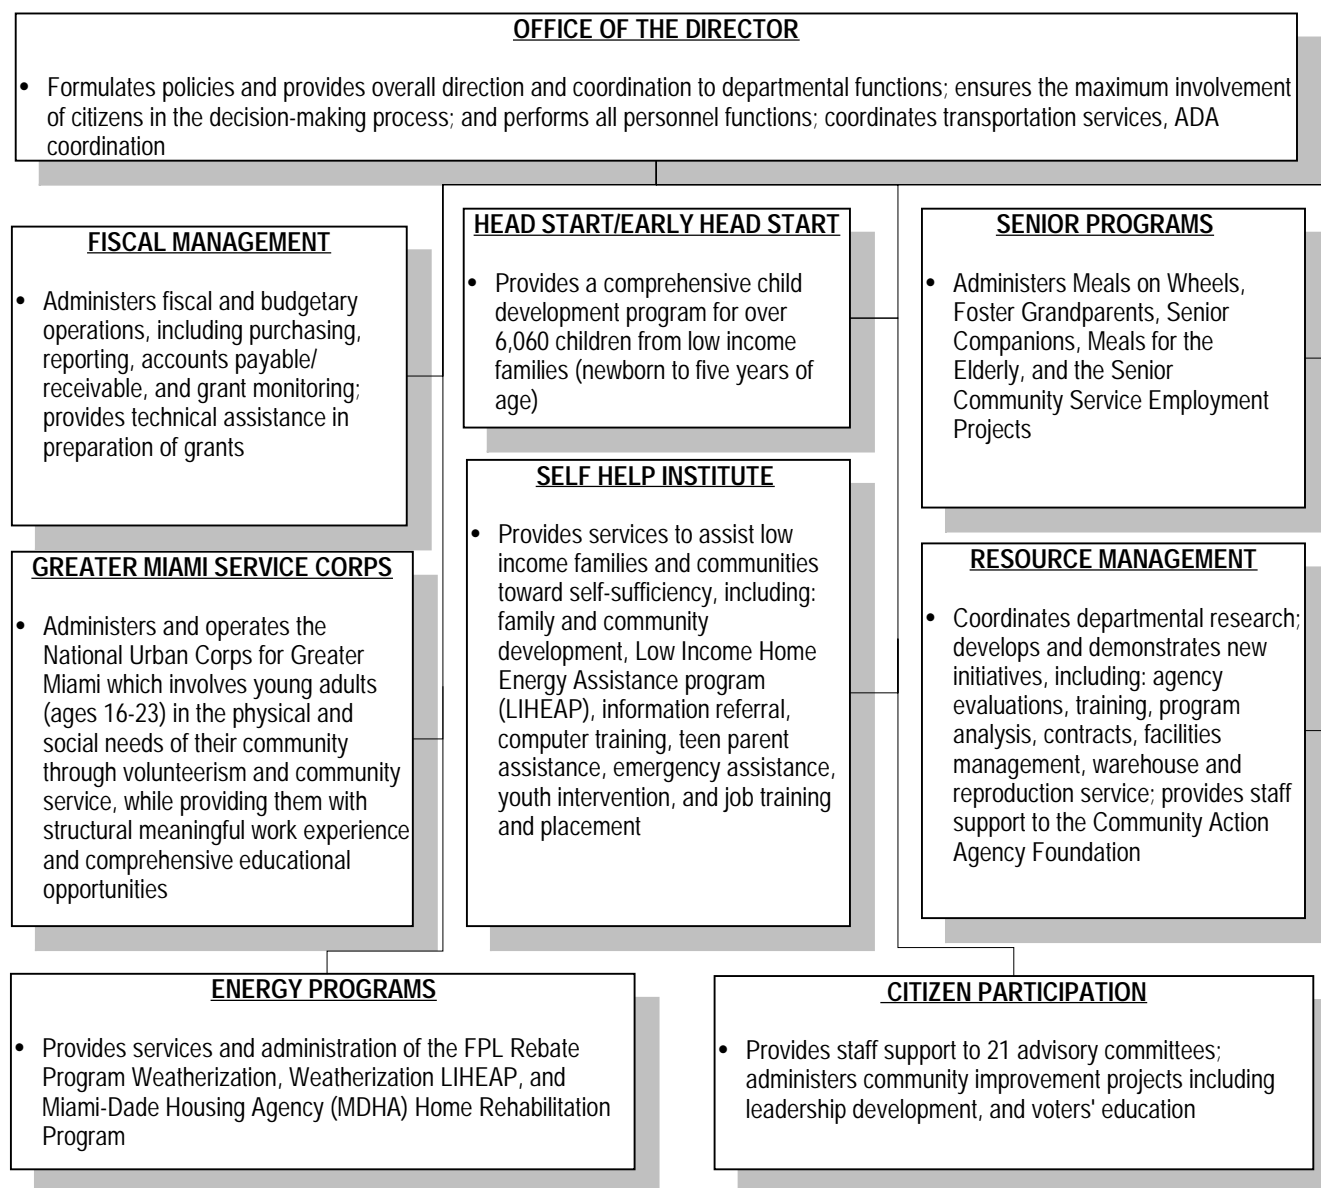 OFFICE OF THE DIRECTOR
• Formulates policies and provides overall direction and coordination to departmental functions; ensures the maximum involvement
of citizens in the decision-making process; and performs all personnel functions; coordinates transportation services, ADA
coordination
FISCAL MANAGEMENT
• Administers fiscal and budgetary
operations, including purchasing,
reporting, accounts payable/
receivable, and grant monitoring;
provides technical assistance in
preparation of grants
HEAD START/EARLY HEAD START
• Provides a comprehensive child
development program for over
6,060 children from low income
families (newborn to five years of
age)
SENIOR PROGRAMS
• Administers Meals on Wheels,
Foster Grandparents, Senior
Companions, Meals for the
Elderly, and the Senior
Community Service Employment
Projects
GREATER MIAMI SERVICE CORPS
• Administers and operates the
National Urban Corps for Greater
Miami which involves young adults
(ages 16-23) in the physical and
social needs of their community
through volunteerism and community
service, while providing them with
structural meaningful work experience
and comprehensive educational
opportunities
SELF HELP INSTITUTE
• Provides services to assist low
income families and communities
toward self-sufficiency, including:
family and community
development, Low Income Home
Energy Assistance program
(LIHEAP), information referral,
computer training, teen parent
assistance, emergency assistance,
youth intervention, and job training
and placement
RESOURCE MANAGEMENT
• Coordinates departmental research;
develops and demonstrates new
initiatives, including: agency
evaluations, training, program
analysis, contracts, facilities
management, warehouse and
reproduction service; provides staff
support to the Community Action
Agency Foundation
ENERGY PROGRAMS
• Provides services and administration of the FPL Rebate
Program Weatherization, Weatherization LIHEAP, and
Miami-Dade Housing Agency (MDHA) Home Rehabilitation
Program
CITIZEN PARTICIPATION
• Provides staff support to 21 advisory committees;
administers community improvement projects including
leadership development, and voters' education